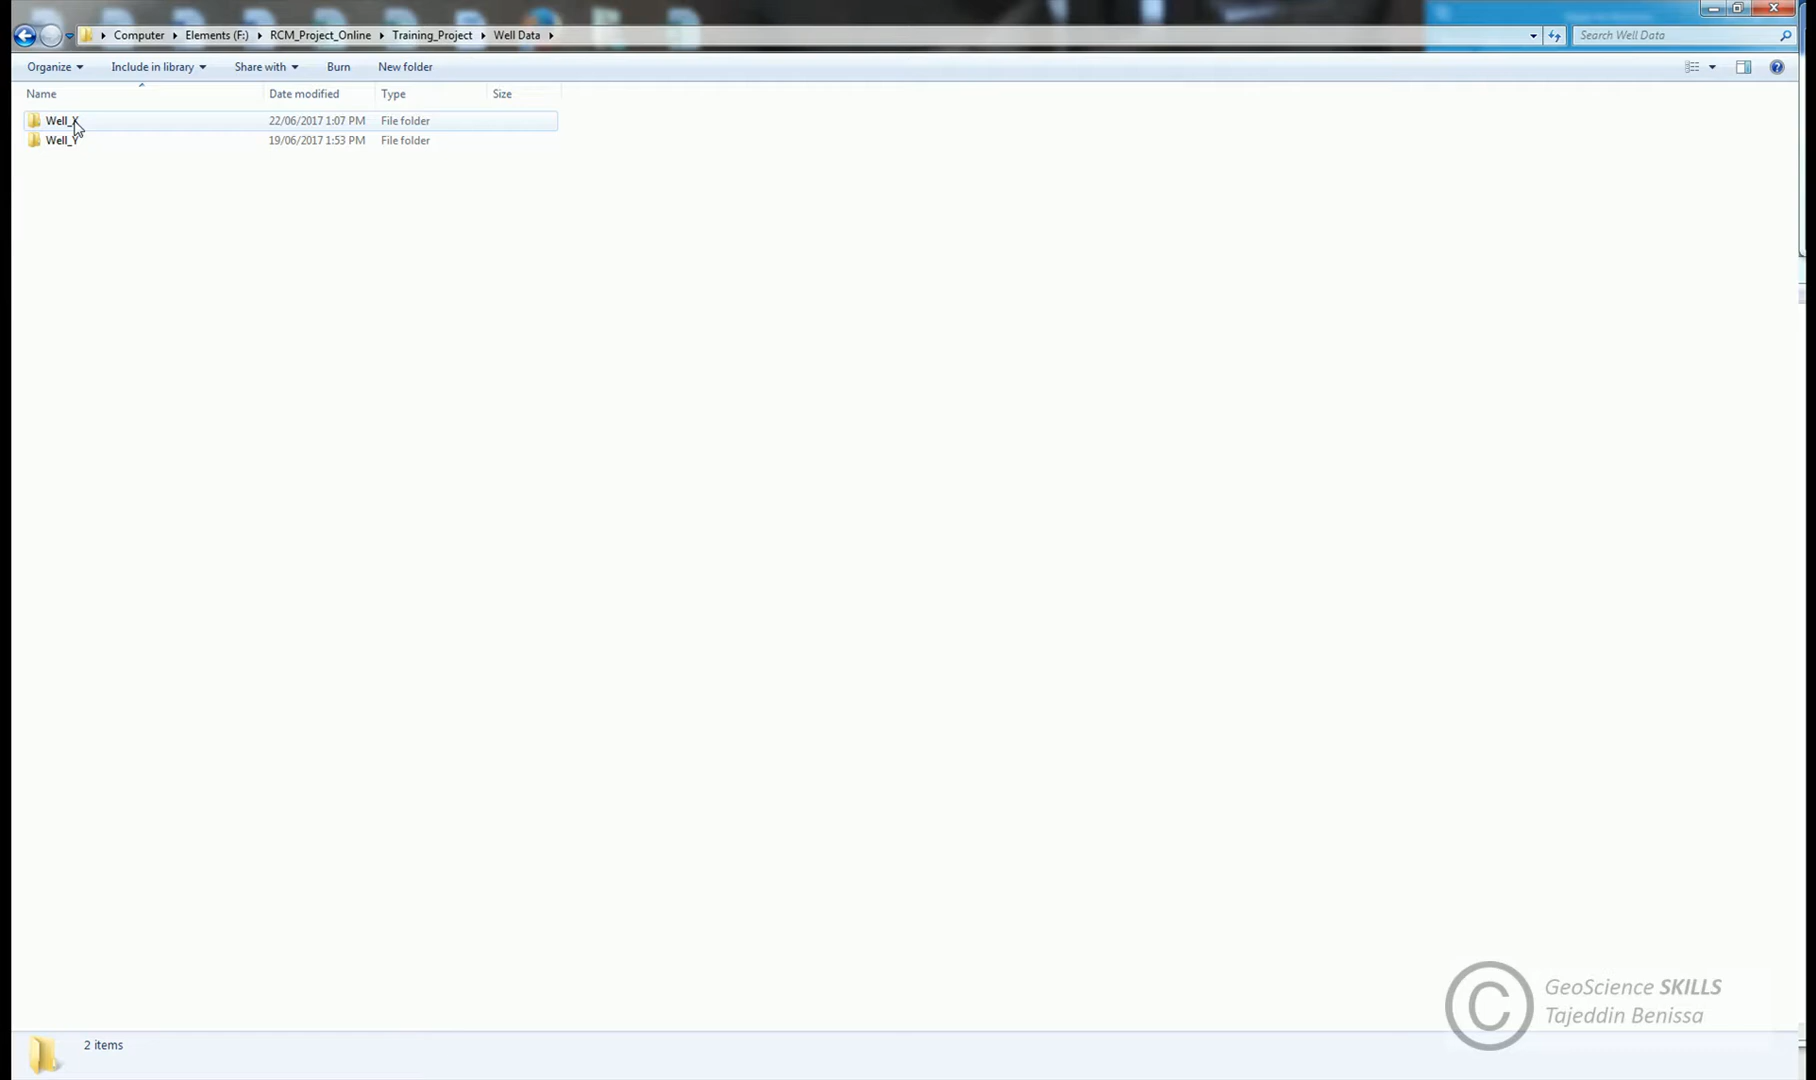 Computer Elements (F:) RCM_Project_Online Training_Project Well Data
Search Well Data
Organize Include in library Share with Burn New folder
Name Date modified Type Size
Well_X 22/06/2017 1:07 PM File folder
Well_Y 19/06/2017 1:53 PM File folder
GeoScience SKILLS
Tajeddin Benissa
2 items